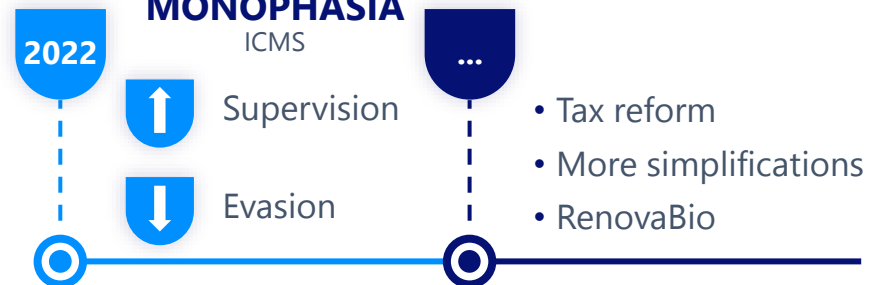 MONOPHASIA
ICMS
2022
Supervision
Evasion
...
• Tax reform
• More simplifications
• RenovaBio